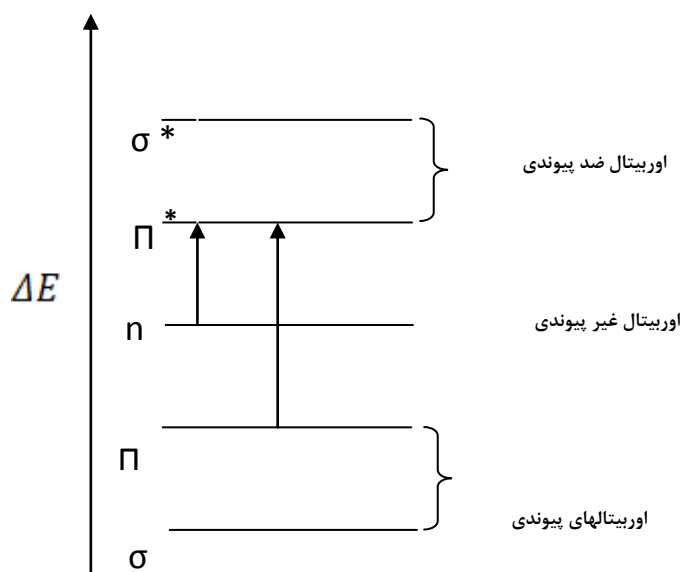 σ *
اوربیتال ضد پیوندی
Π*
ΔE
n
اوربیتال غیر پیوندی
Π
اوربیتالهای پیوندی
σ